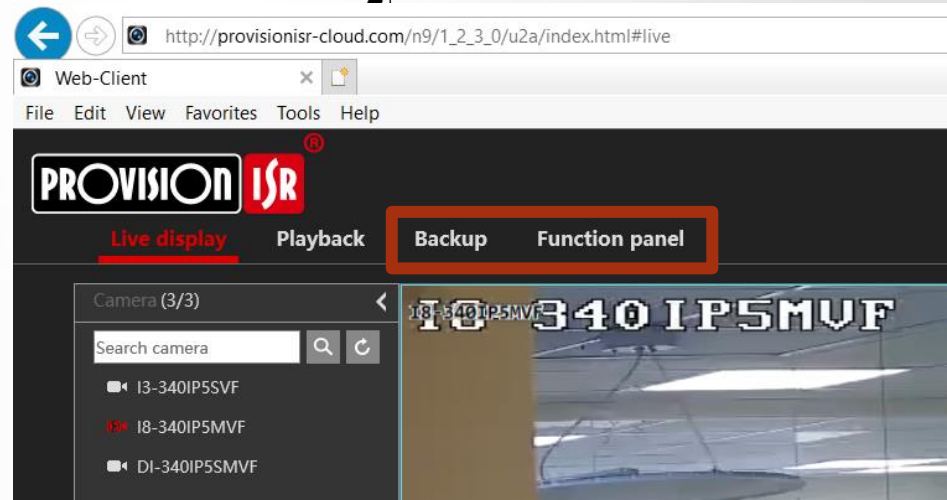 http://provisionisr-cloud.com/n9/1_2_3_0/u2a/index.html#live
Web-Client
File Edit View Favorites Tools Help
PROVISION ISR®
Live display Playback Backup Function panel
Camera (3/3)
I8-340IP5MVF
I8-340IP5MVF
Search camera
I3-340IP5SVF
I8-340IP5MVF
DI-340IP5SMVF